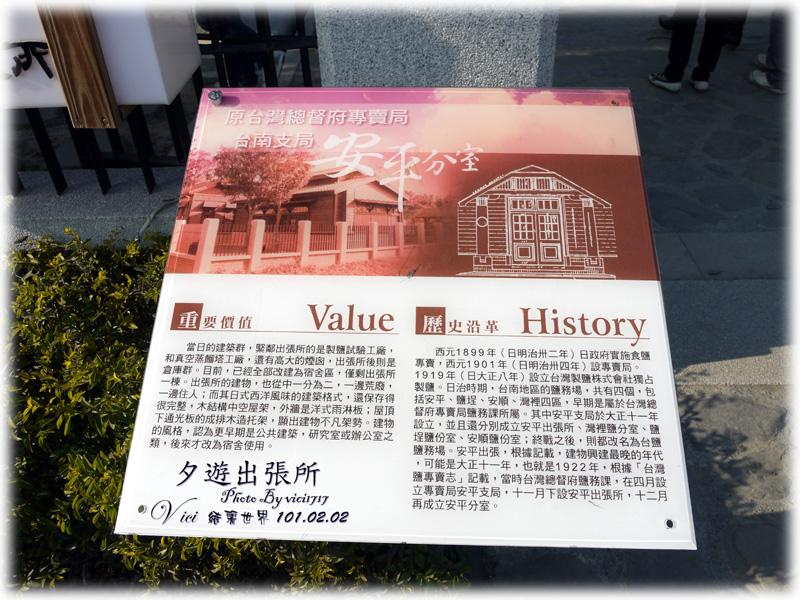 原台灣總督府專賣局
台南支局
安平分室
重要價值 Value
當日的建築群，緊鄰出張所的是製鹽試驗工廠，
和真空蒸餾塔工廠，還有高大的煙囪，出張所後則是
倉庫群。目前，已經全部改建為宿舍區，僅剩出張所
一棟。出張所的建物，也從中一分為二，一邊荒廢，
一邊住人；而其日式西洋風味的建築格式，還保存得
很完整，木結構中空屋架，外牆是洋式雨淋板；屋頂
下通光板的成排木造托架，顯出建物不凡架勢。建物
的風格，認為更早期是公共建築，研究室或辦公室之
類，後來才改為宿舍使用。
歷史沿革 History
西元1899年（日明治卅二年）日政府實施食鹽
專賣，西元1901年（日明治卅四年）設專賣局。
1919年（日大正八年）設立台灣製鹽株式會社獨占
製鹽。日治時期，台南地區的鹽務場，共有四個，包
括安平、鹽埕、安順、灣裡四區，早期是屬於台灣總
督府專賣局鹽務課所屬。其中安平支局於大正十一年
設立，並且還分別成立安平出張所、灣裡鹽分室、鹽
埕鹽份室、安順鹽份室；終戰之後，則都改名為台鹽
鹽務場。安平出張，根據記載，建物興建最晚的年代
，可能是大正十一年，也就是1922年，根據「台灣
鹽專賣志」記載，當時台灣總督府鹽務課，在四月設
立專賣局安平支局，十一月下設安平出張所，十二月
再成立安平分室。
夕遊出張所
Photo By vici1717
Vici 維棠世界 101.02.02